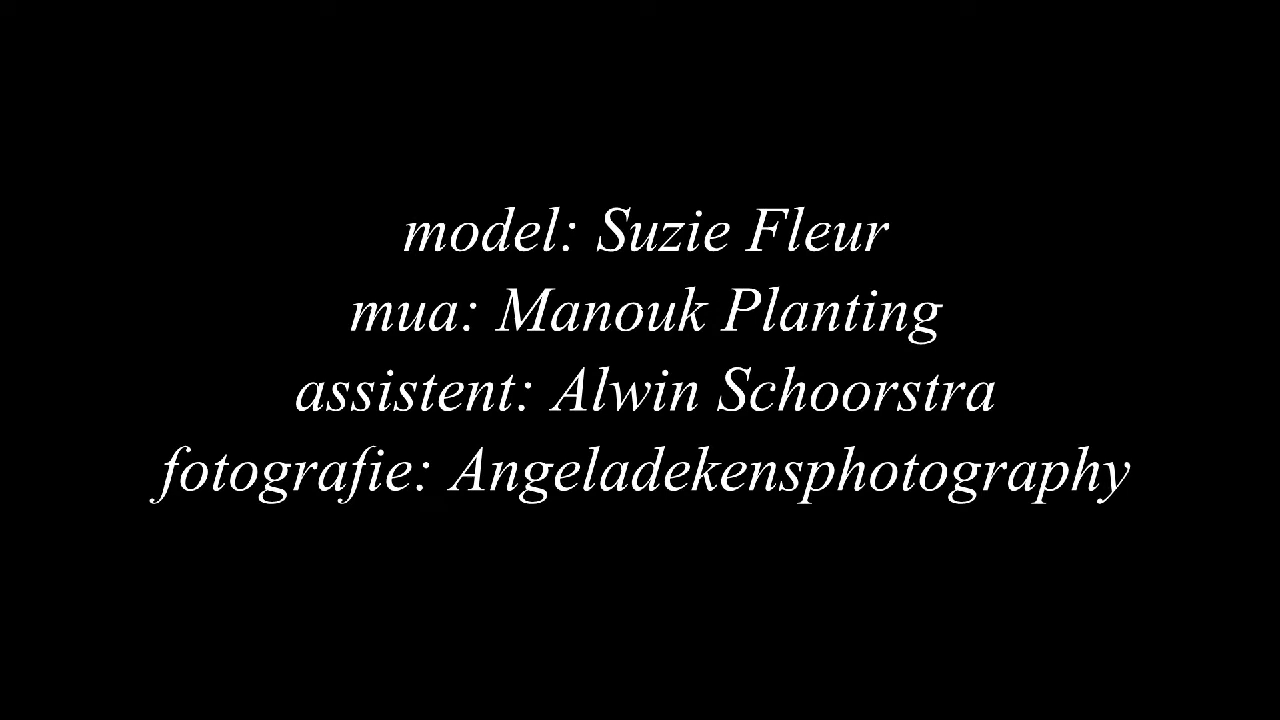 model: Suzie Fleur
mua: Manouk Planting
assistent: Alwin Schoorstra
fotografie: Angeladekensphotography